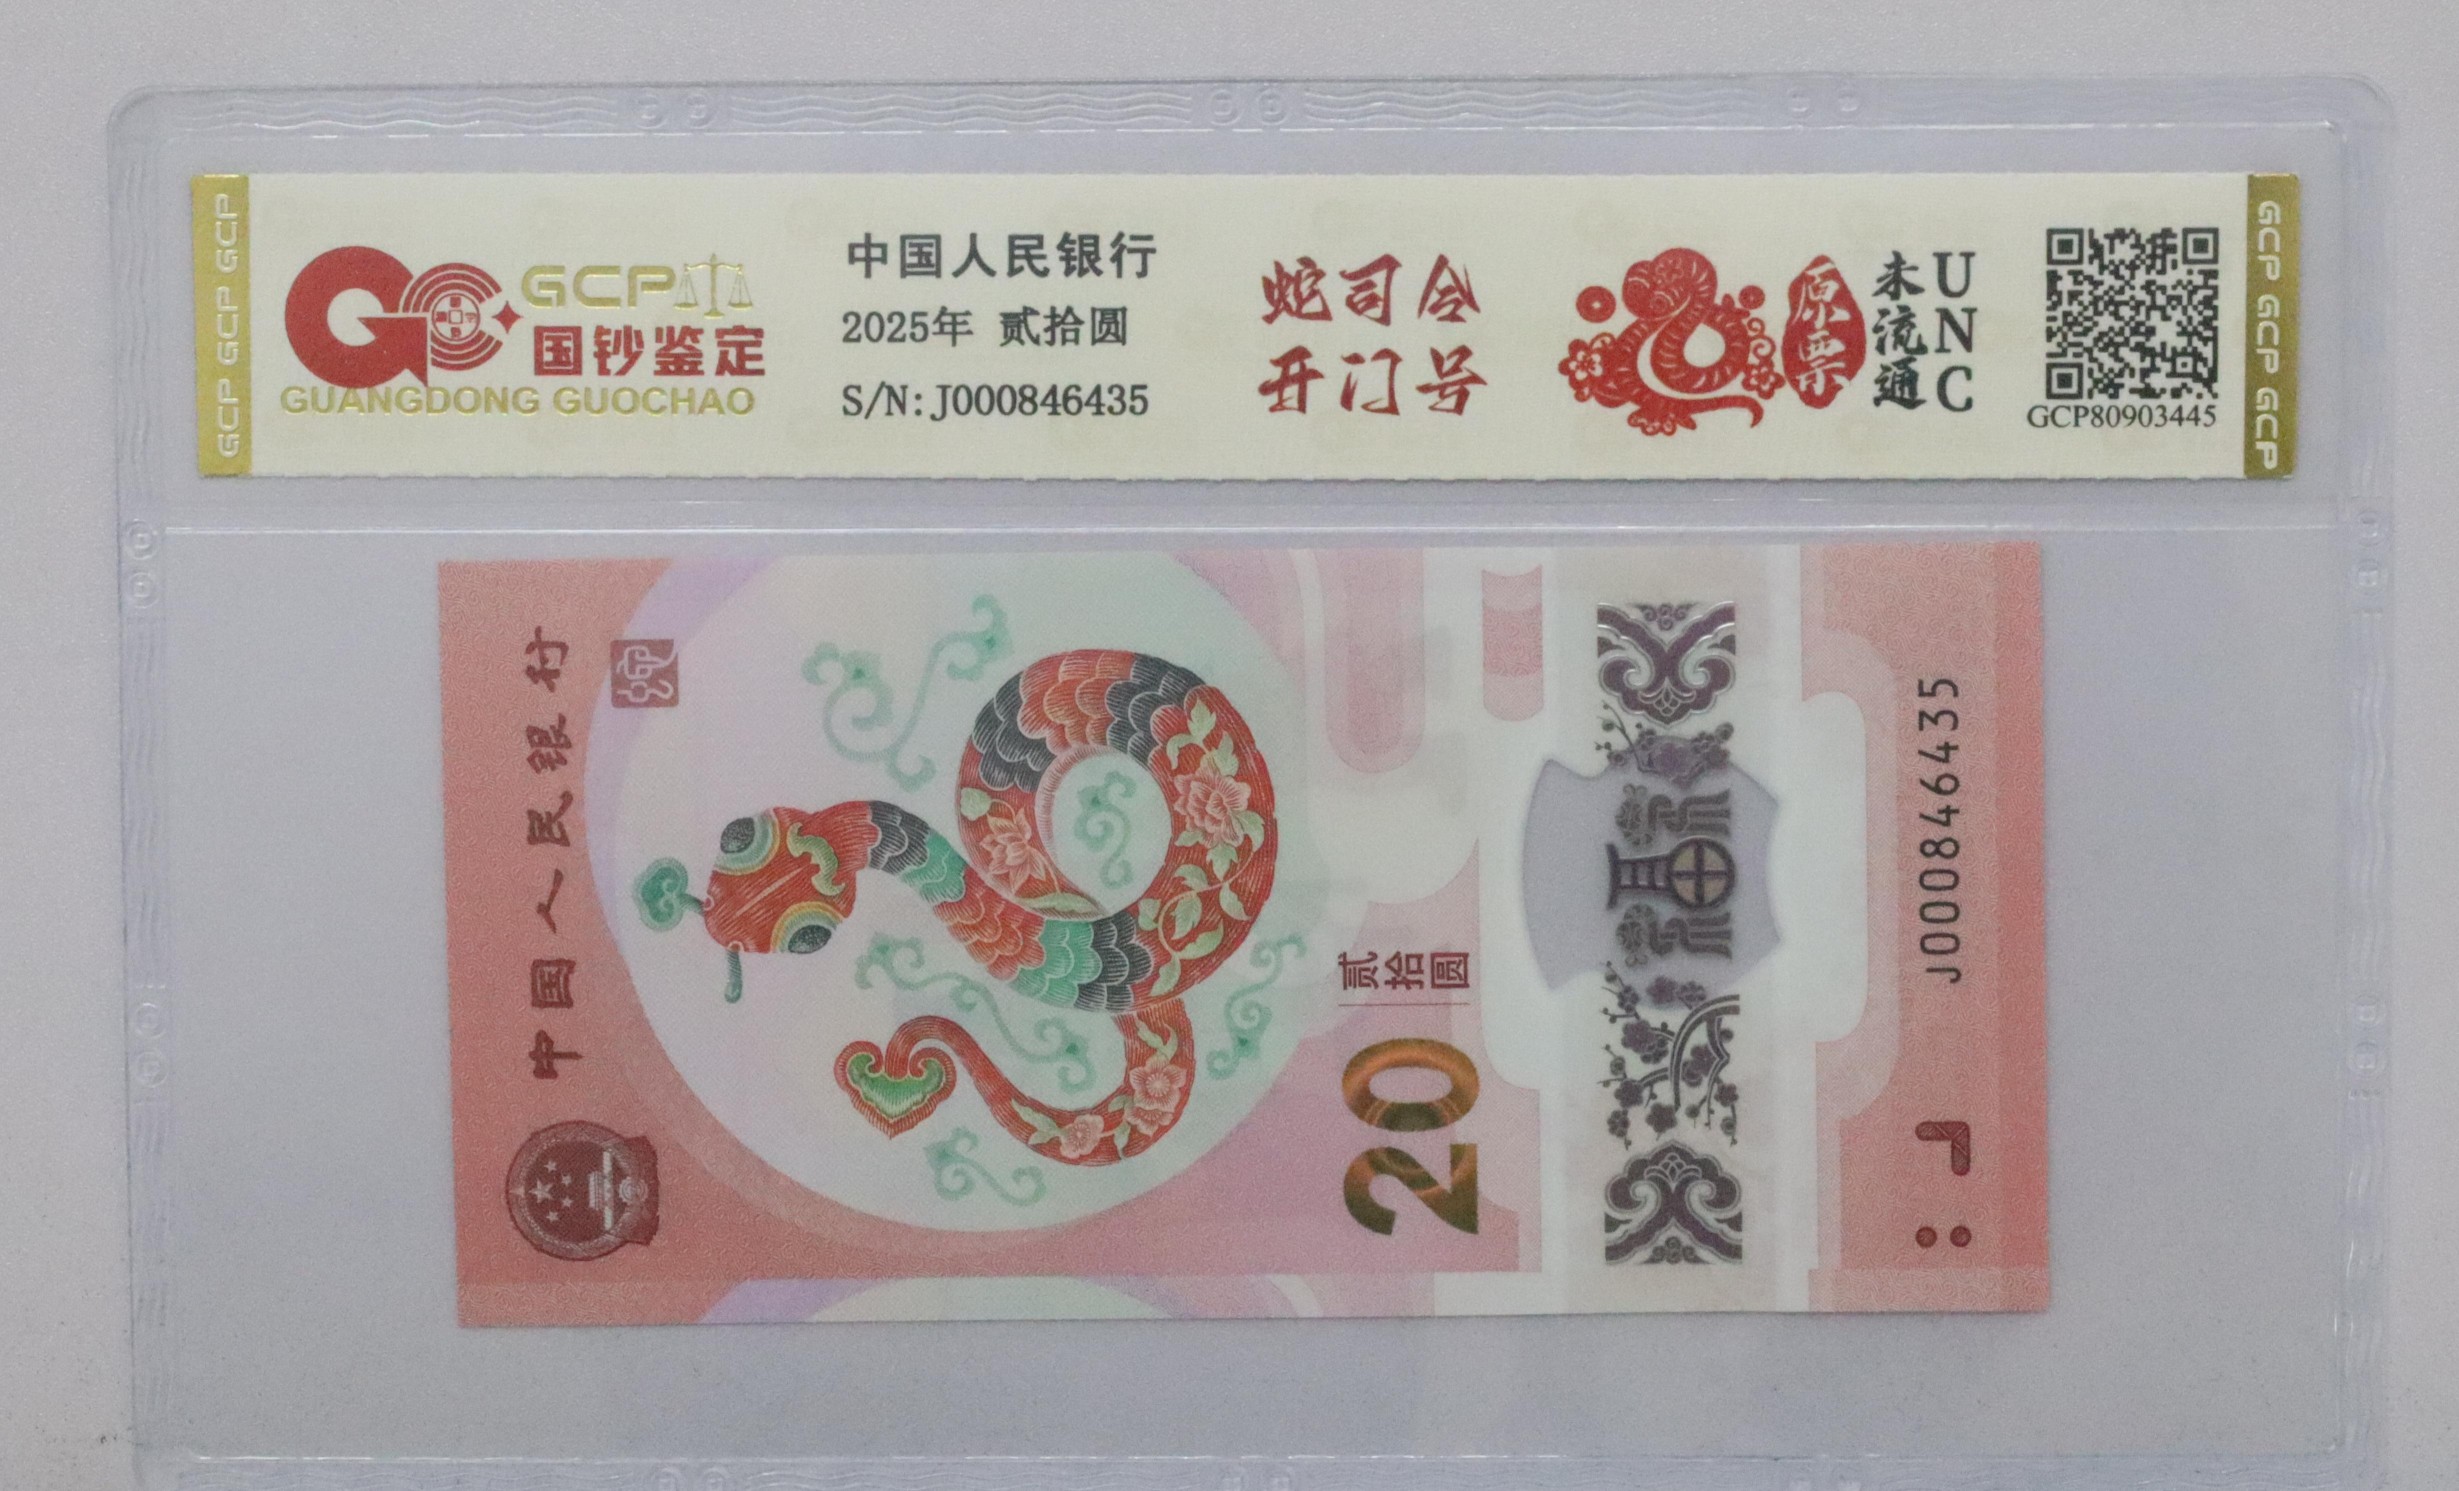 GCP GCP GCP
GCP
国钞鉴定
GUANGDONG GUOCHAO
中国人民银行
2025年 贰拾圆
S/N: J000846435
蛇司令
开门号
原票
未流通
UNC
GCP80903445
GCP GCP GCP
中国人民银行
20
贰拾圆
福
J
J000846435